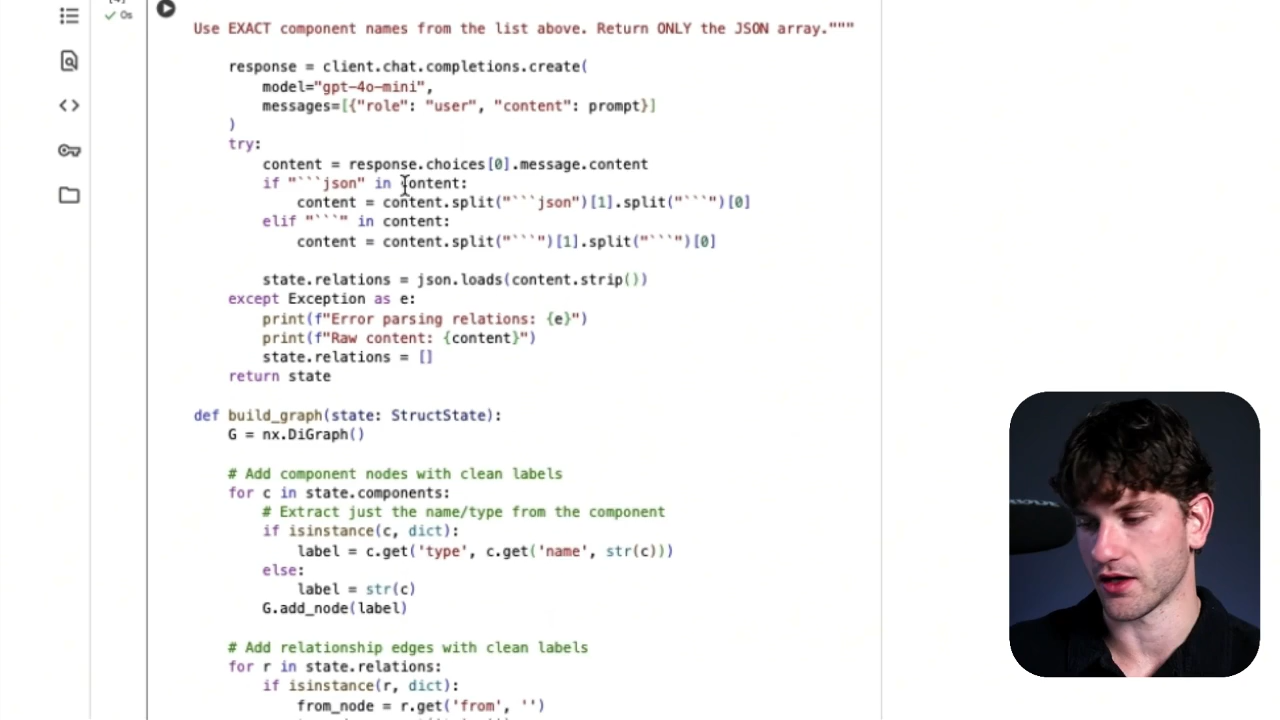 0s
Use EXACT component names from the list above. Return ONLY the JSON array."""
response = client.chat.completions.create(
model="gpt-4o-mini",
messages=[{"role": "user", "content": prompt}]
)
try:
content = response.choices[0].message.content
if "```json" in content:
content = content.split("```json")[1].split("```")[0]
elif "```" in content:
content = content.split("```")[1].split("```")[0]
state.relations = json.loads(content.strip())
except Exception as e:
print(f"Error parsing relations: {e}")
print(f"Raw content: {content}")
state.relations = []
return state
def build_graph(state: StructState):
G = nx.DiGraph()
# Add component nodes with clean labels
for c in state.components:
# Extract just the name/type from the component
if isinstance(c, dict):
label = c.get('type', c.get('name', str(c)))
else:
label = str(c)
G.add_node(label)
# Add relationship edges with clean labels
for r in state.relations:
if isinstance(r, dict):
from_node = r.get('from', '')